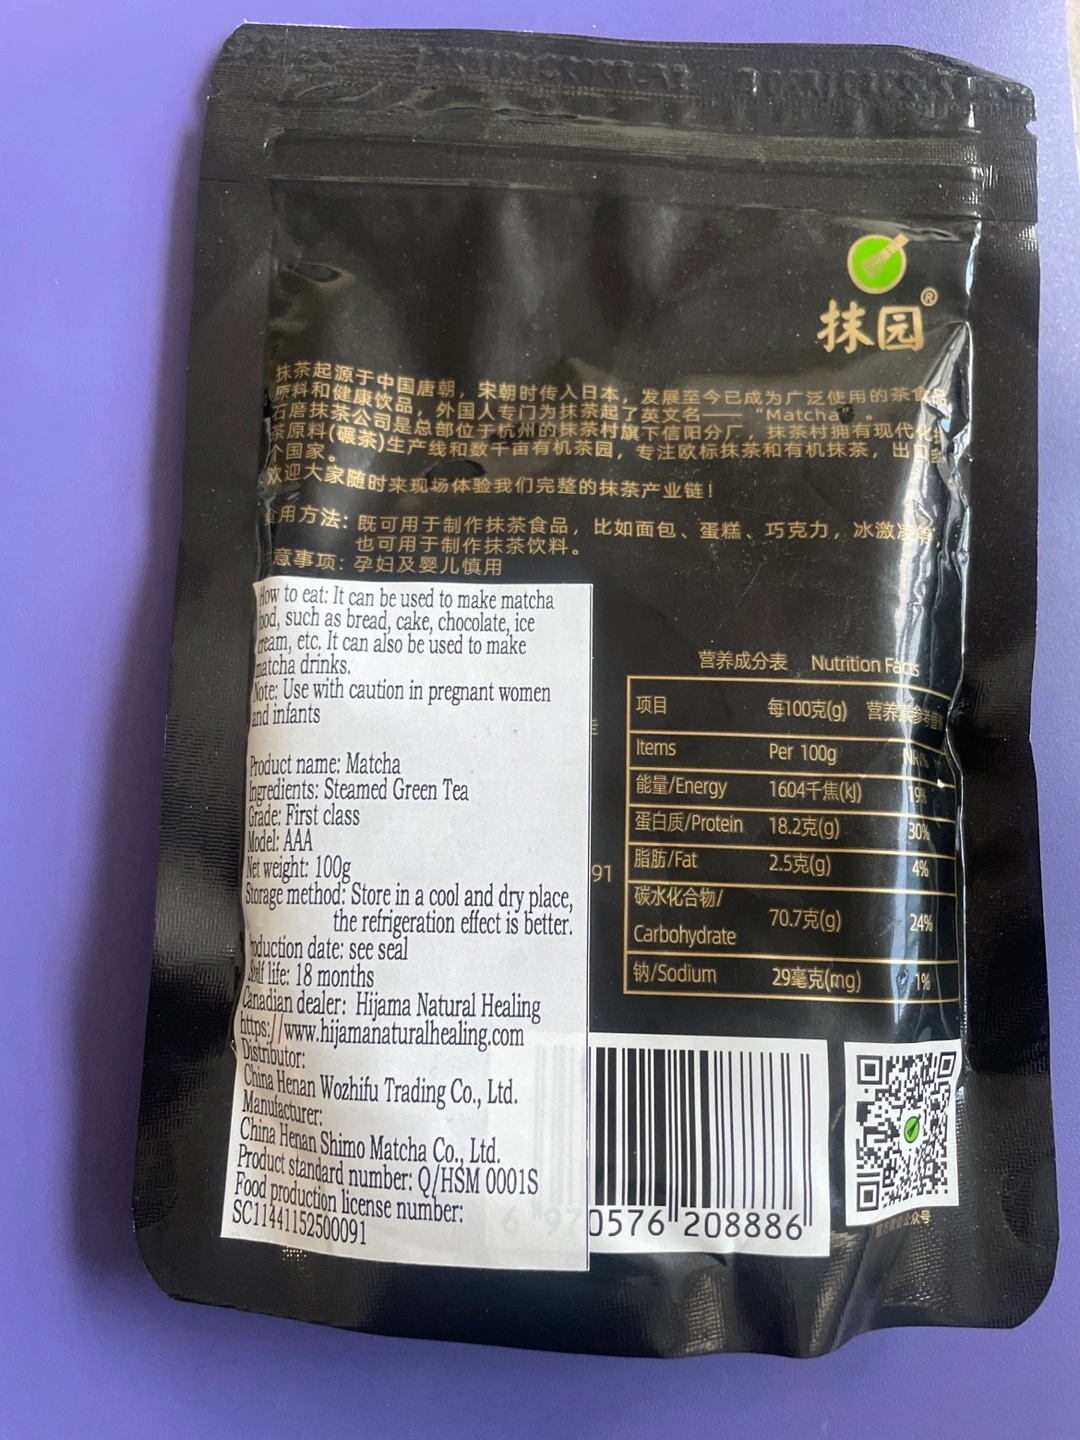 抹园®
抹茶起源于中国唐朝，宋朝时传入日本，发展至今已成为广泛使用的茶食品
原料和健康饮品，外国人专门为抹茶起了英文名——“Matcha”。
石磨抹茶公司是总部位于杭州的抹茶村旗下信阳分厂，抹茶村拥有现代化
茶原料(碾茶)生产线和数千亩有机茶园，专注欧标抹茶和有机抹茶，出口多
个国家。
欢迎大家随时来现场体验我们完整的抹茶产业链！
食用方法：既可用于制作抹茶食品，比如面包、蛋糕、巧克力，冰激凌等，
也可用于制作抹茶饮料。
意事项：孕妇及婴儿慎用
How to eat: It can be used to make matcha
food, such as bread, cake, chocolate, ice
cream, etc. It can also be used to make
matcha drinks.
Note: Use with caution in pregnant women
and infants
Product name: Matcha
Ingredients: Steamed Green Tea
Grade: First class
Model: AAA
Net weight: 100g
Storage method: Store in a cool and dry place,
the refrigeration effect is better.
Production date: see seal
Shelf life: 18 months
Canadian dealer: Hijama Natural Healing
https://www.hijamanaturalhealing.com
Distributor:
China Henan Wozhifu Trading Co., Ltd.
Manufacturer:
China Henan Shimo Matcha Co., Ltd.
Product standard number: Q/HSM 0001S
Food production license number:
SC11441152500091
91
营养成分表 Nutrition Facts
项目 每100克(g) 营养素参考值%
Items Per 100g NRV%
能量/Energy 1604千焦(kJ) 19%
蛋白质/Protein 18.2克(g) 30%
脂肪/Fat 2.5克(g) 4%
碳水化合物/
Carbohydrate 70.7克(g) 24%
钠/Sodium 29毫克(mg) 1%
6 970576 208886
公众号